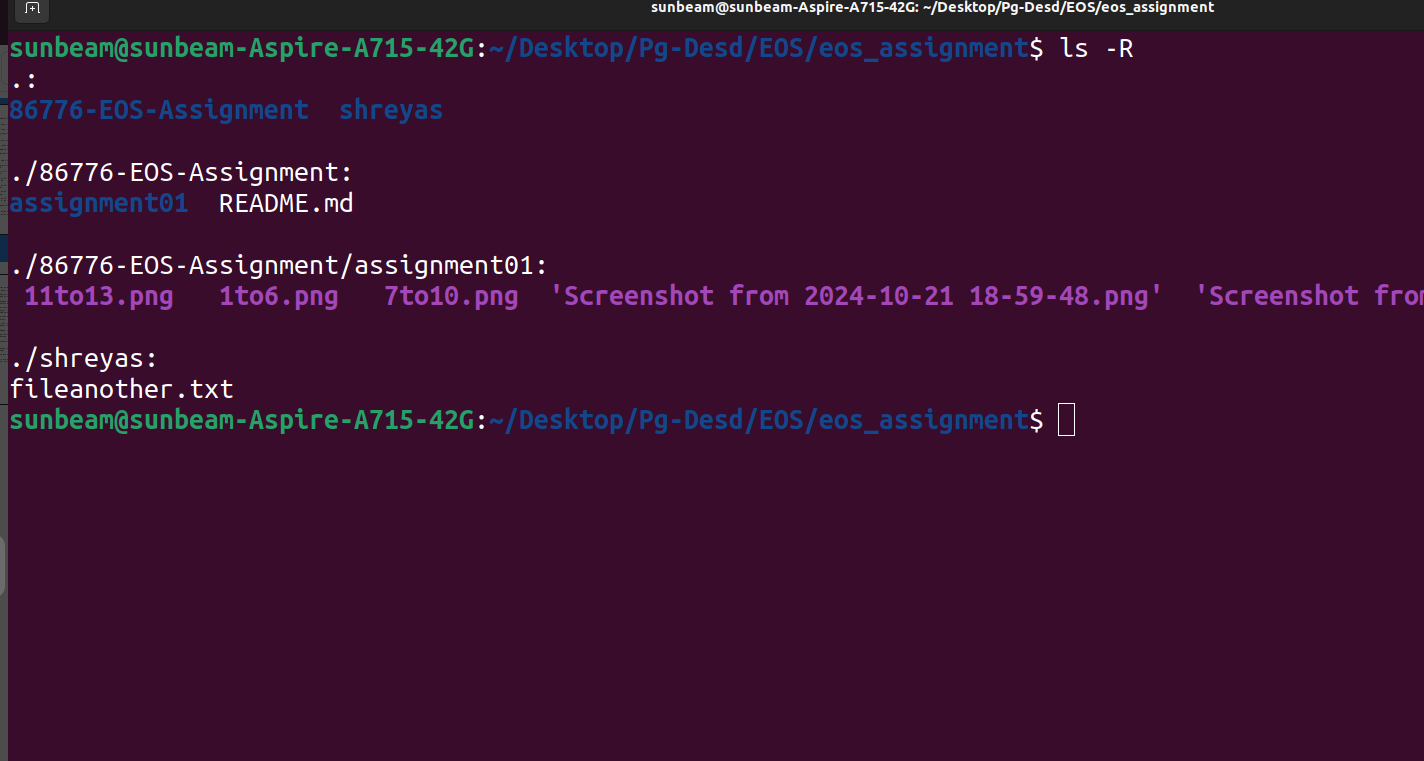 sunbeam@sunbeam-Aspire-A715-42G: ~/Desktop/Pg-Desd/EOS/eos_assignment
sunbeam@sunbeam-Aspire-A715-42G:~/Desktop/Pg-Desd/EOS/eos_assignment$ ls -R
.:
86776-EOS-Assignment  shreyas

./86776-EOS-Assignment:
assignment01  README.md

./86776-EOS-Assignment/assignment01:
 11to13.png   1to6.png   7to10.png  'Screenshot from 2024-10-21 18-59-48.png'  'Screenshot

./shreyas:
fileanother.txt
sunbeam@sunbeam-Aspire-A715-42G:~/Desktop/Pg-Desd/EOS/eos_assignment$